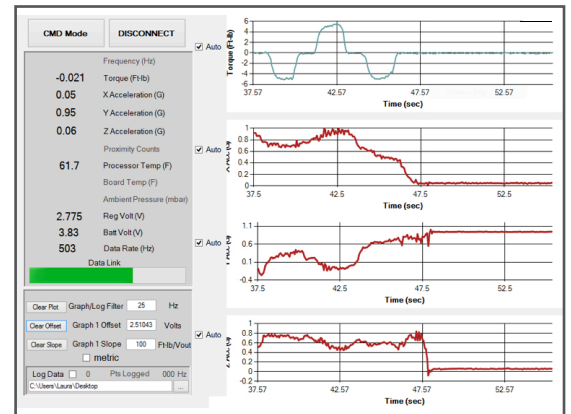 CMD Mode DISCONNECT
Frequency (Hz)
-0.021 Torque (Ft-lb)
0.05 X Acceleration (G)
0.95 Y Acceleration (G)
0.06 Z Acceleration (G)
Proximity Counts
61.7 Processor Temp (F)
Board Temp (F)
Ambient Pressure (mbar)
2.775 Reg Volt (V)
3.83 Batt Volt (V)
503 Data Rate (Hz)
Data Link
Clear Plot Graph/Log Filter 25 Hz
Clear Offset Graph 1 Offset 2.51043 Volts
Clear Slope Graph 1 Slope 100 Ft-lb/Vout
metric
Log Data 0 Pts Logged 000 Hz
C:\Users\Laura\Desktop ...
Auto
Torque (Ft-lb)
6
4
2
0
-2
-4
-6
37.57 42.57 47.57 52.57
Time (sec)
Auto
1
0.8
0.6
0.4
0.2
0
37.5 42.5 47.5 52.5
Time (sec)
Auto
1.1
0.6
0.1
-0.4
37.5 42.5 47.5 52.5
Time (sec)
Auto
1
0.8
0.6
0.4
0.2
0
-0.2
37.57 42.57 47.57 52.57
Time (sec)